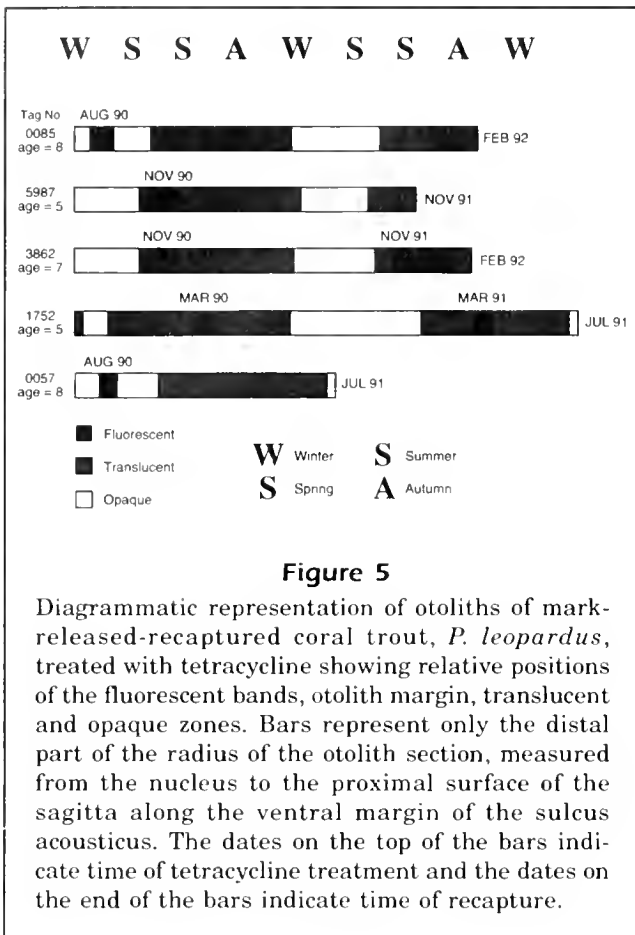 W S S A W S S A W
Tag No AUG 90
0085
age = 8 FEB 92
NOV 90
5987
age = 5 NOV 91
NOV 90 NOV 91
3862
age = 7 FEB 92
MAR 90 MAR 91
1752
age = 5 JUL 91
AUG 90
0057
age = 8 JUL 91
Fluorescent
Translucent
Opaque
W Winter S Summer
S Spring A Autumn
Figure 5
Diagrammatic representation of otoliths of mark-
released-recaptured coral trout, P. leopardus,
treated with tetracycline showing relative positions
of the fluorescent bands, otolith margin, translucent
and opaque zones. Bars represent only the distal
part of the radius of the otolith section, measured
from the nucleus to the proximal surface of the
sagitta along the ventral margin of the sulcus
acousticus. The dates on the top of the bars indi-
cate time of tetracycline treatment and the dates on
the end of the bars indicate time of recapture.